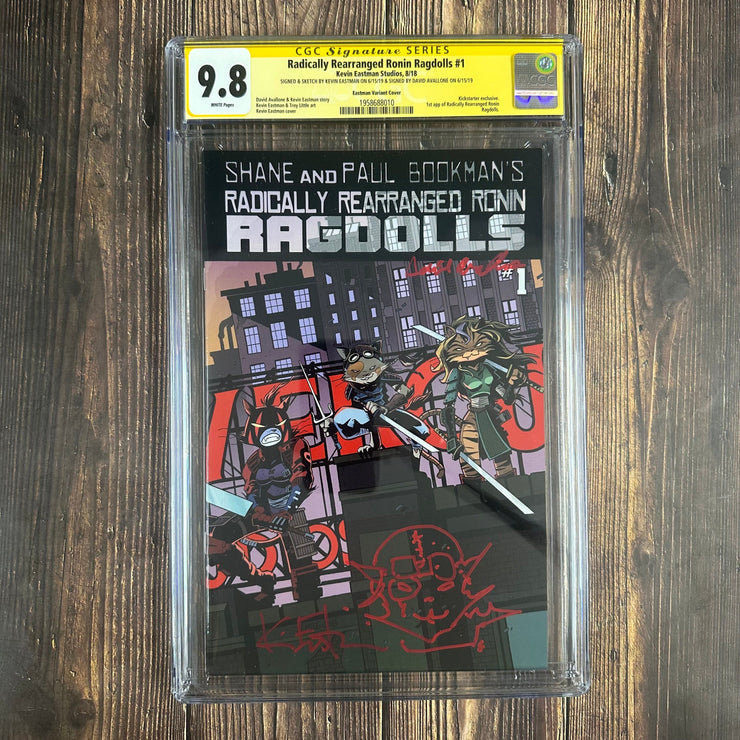 CGC Signature SERIES
9.8
WHITE Pages
Radically Rearranged Ronin Ragdolls #1
Kevin Eastman Studios, 8/18
SIGNED & SKETCH BY KEVIN EASTMAN ON 6/15/19 & SIGNED BY DAVID AVALLONE ON 6/15/19
Eastman Variant Cover
David Avallone & Kevin Eastman story
Kevin Eastman & Troy Little art
Kevin Eastman cover
1958688010
Kickstarter exclusive.
1st app of Radically Rearranged Ronin
Ragdolls.
CGC
SHANE AND PAUL BOOKMAN'S
RADICALLY REARRANGED RONIN
RAGDOLLS
#1